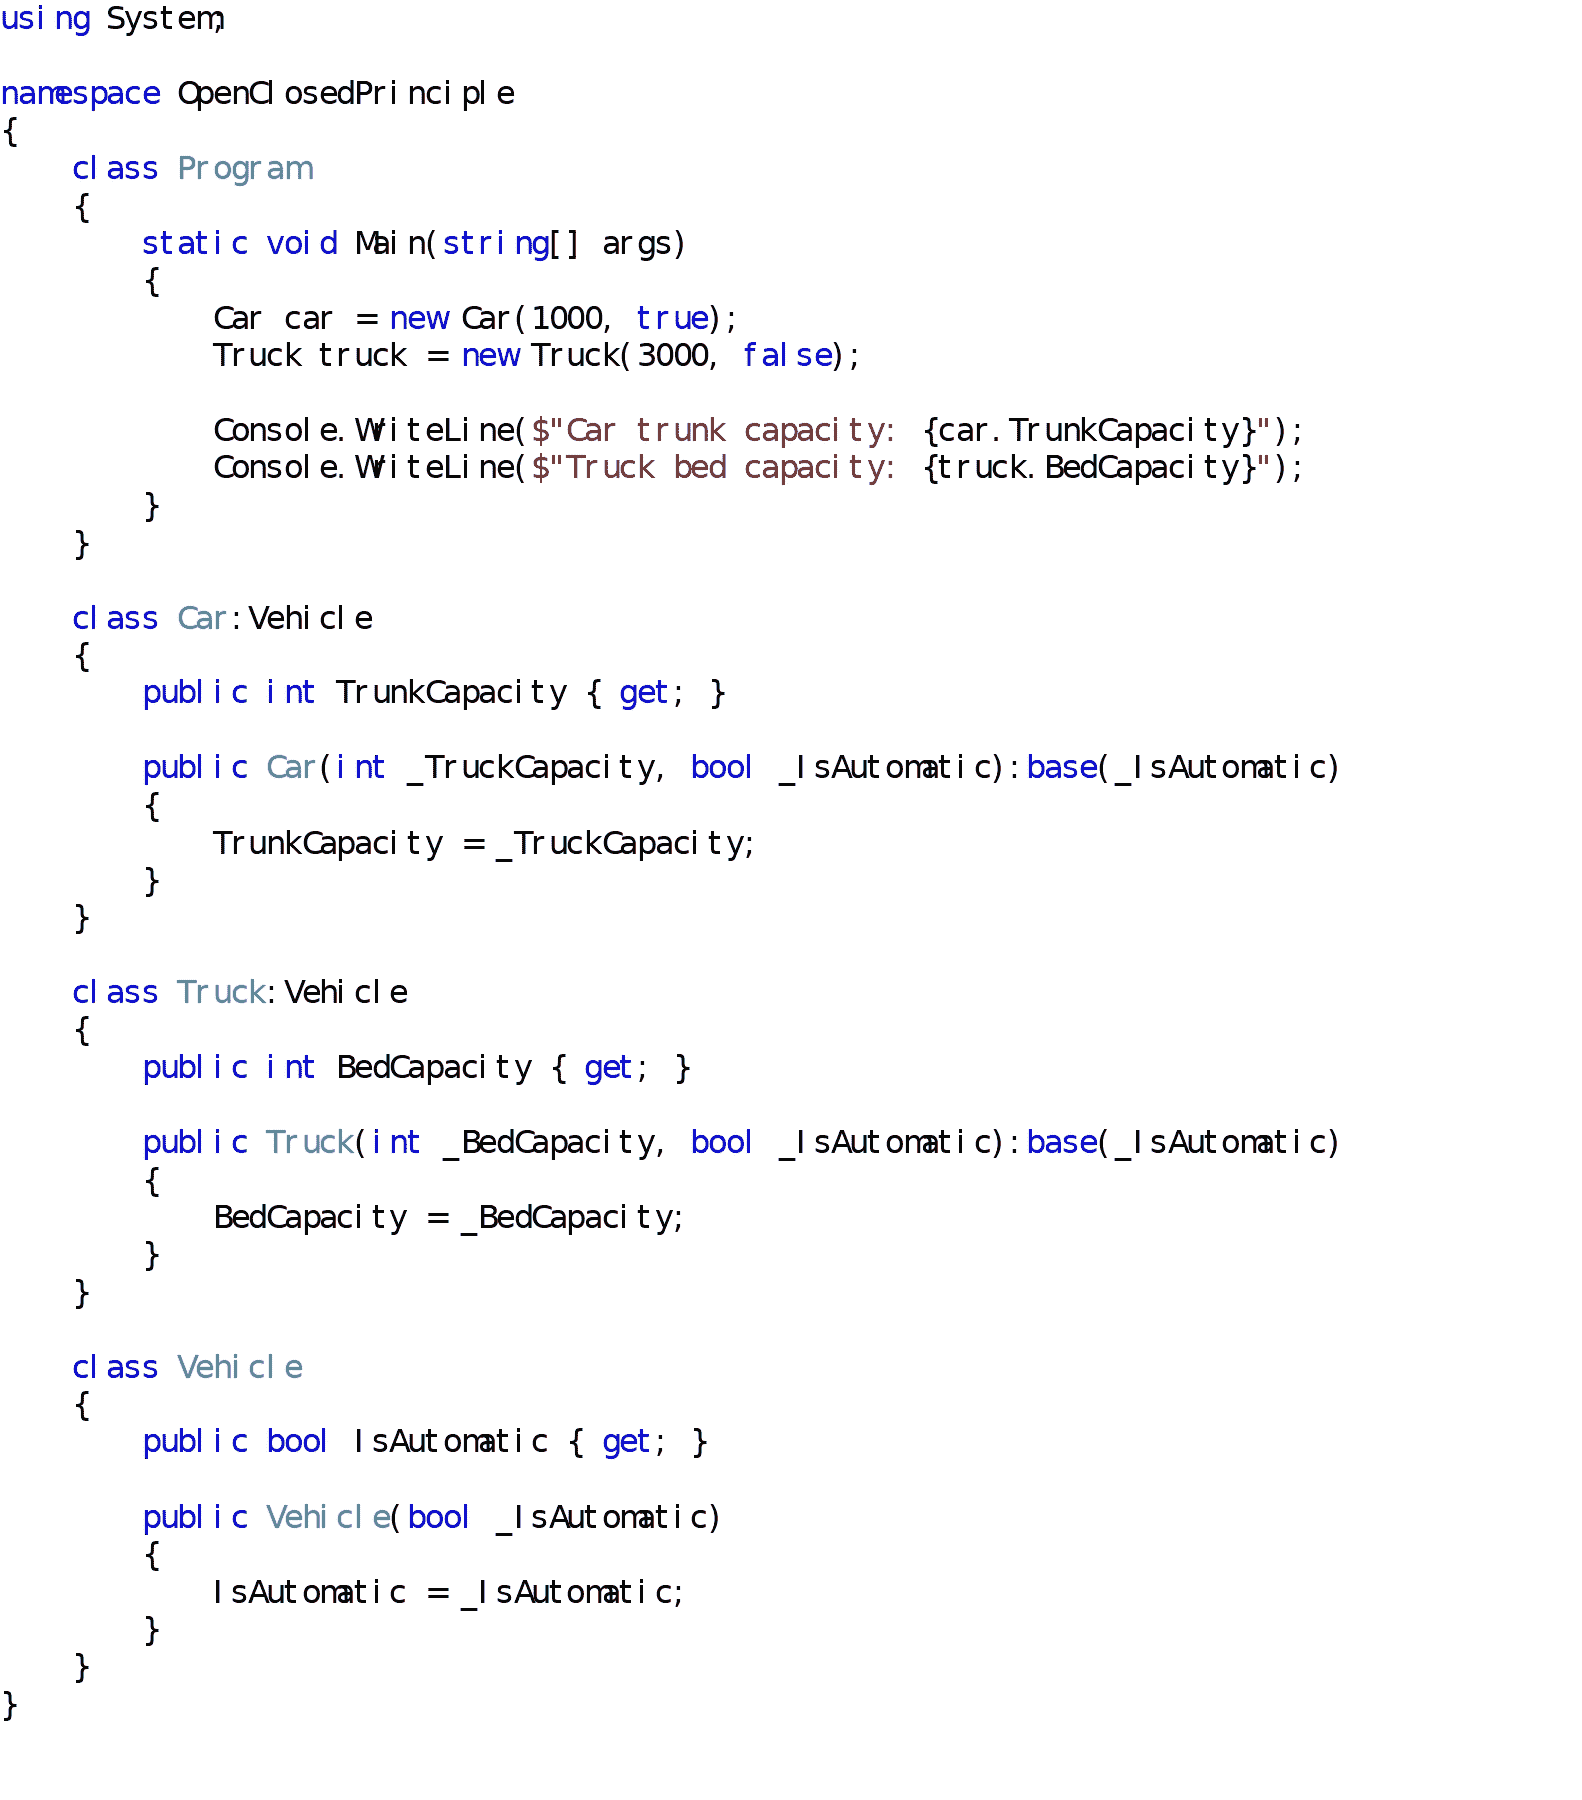 using System;
namespace OpenClosedPrinciple
{
class Program
{
static void Main(string[] args)
{
Car car = new Car(1000, true);
Truck truck = new Truck(3000, false);
Console.WriteLine($"Car trunk capacity: {car.TrunkCapacity}");
Console.WriteLine($"Truck bed capacity: {truck.BedCapacity}");
}
}
class Car:Vehicle
{
public int TrunkCapacity { get; }
public Car(int _TruckCapacity, bool _IsAutomatic):base(_IsAutomatic)
{
TrunkCapacity = _TruckCapacity;
}
}
class Truck:Vehicle
{
public int BedCapacity { get; }
public Truck(int _BedCapacity, bool _IsAutomatic):base(_IsAutomatic)
{
BedCapacity = _BedCapacity;
}
}
class Vehicle
{
public bool IsAutomatic { get; }
public Vehicle(bool _IsAutomatic)
{
IsAutomatic = _IsAutomatic;
}
}
}